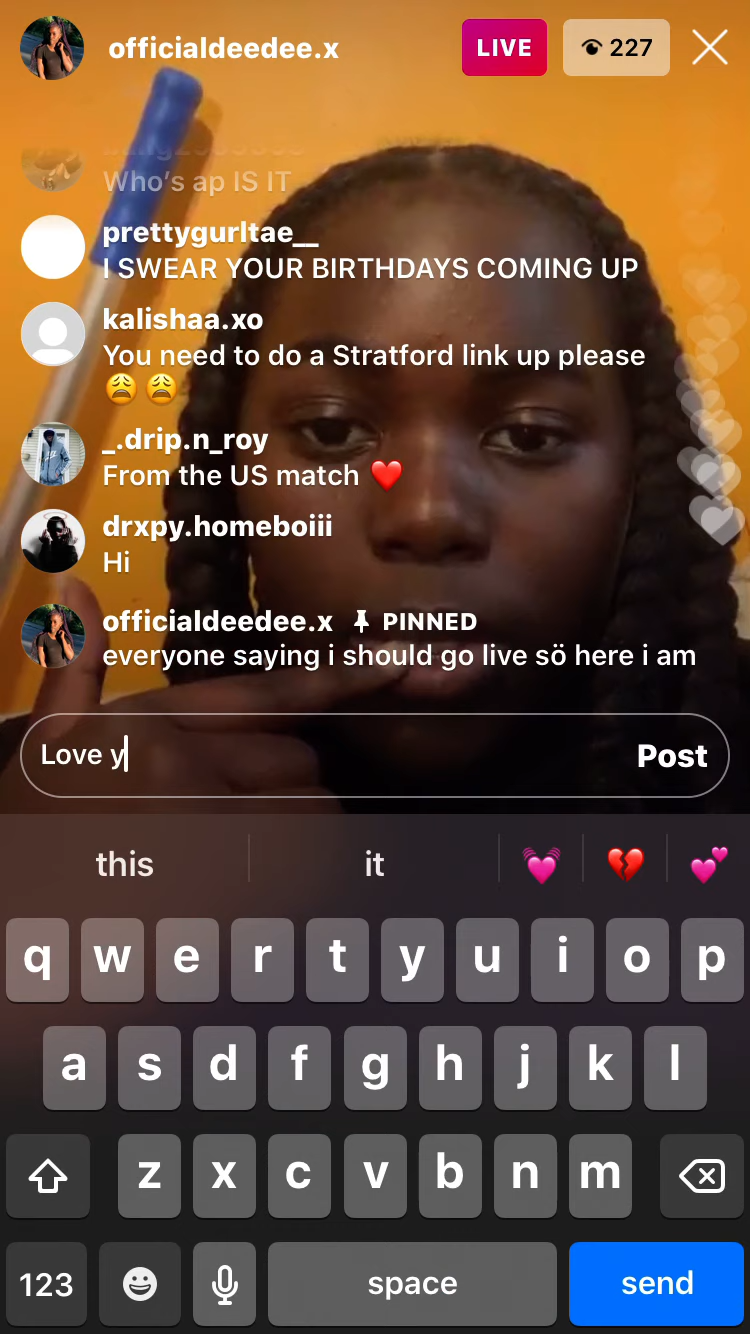 officialdeedee.x LIVE 227
Who's ap IS IT
prettygurltae__
I SWEAR YOUR BIRTHDAYS COMING UP
kalishaa.xo
You need to do a Stratford link up please
😩 😩
_.drip.n_roy
From the US match ❤️
drxpy.homeboiii
Hi
officialdeedee.x PINNED
everyone saying i should go live sö here i am
Love y Post
this it 💓 💔 💕
q w e r t y u i o p
a s d f g h j k l
z x c v b n m
123 space send